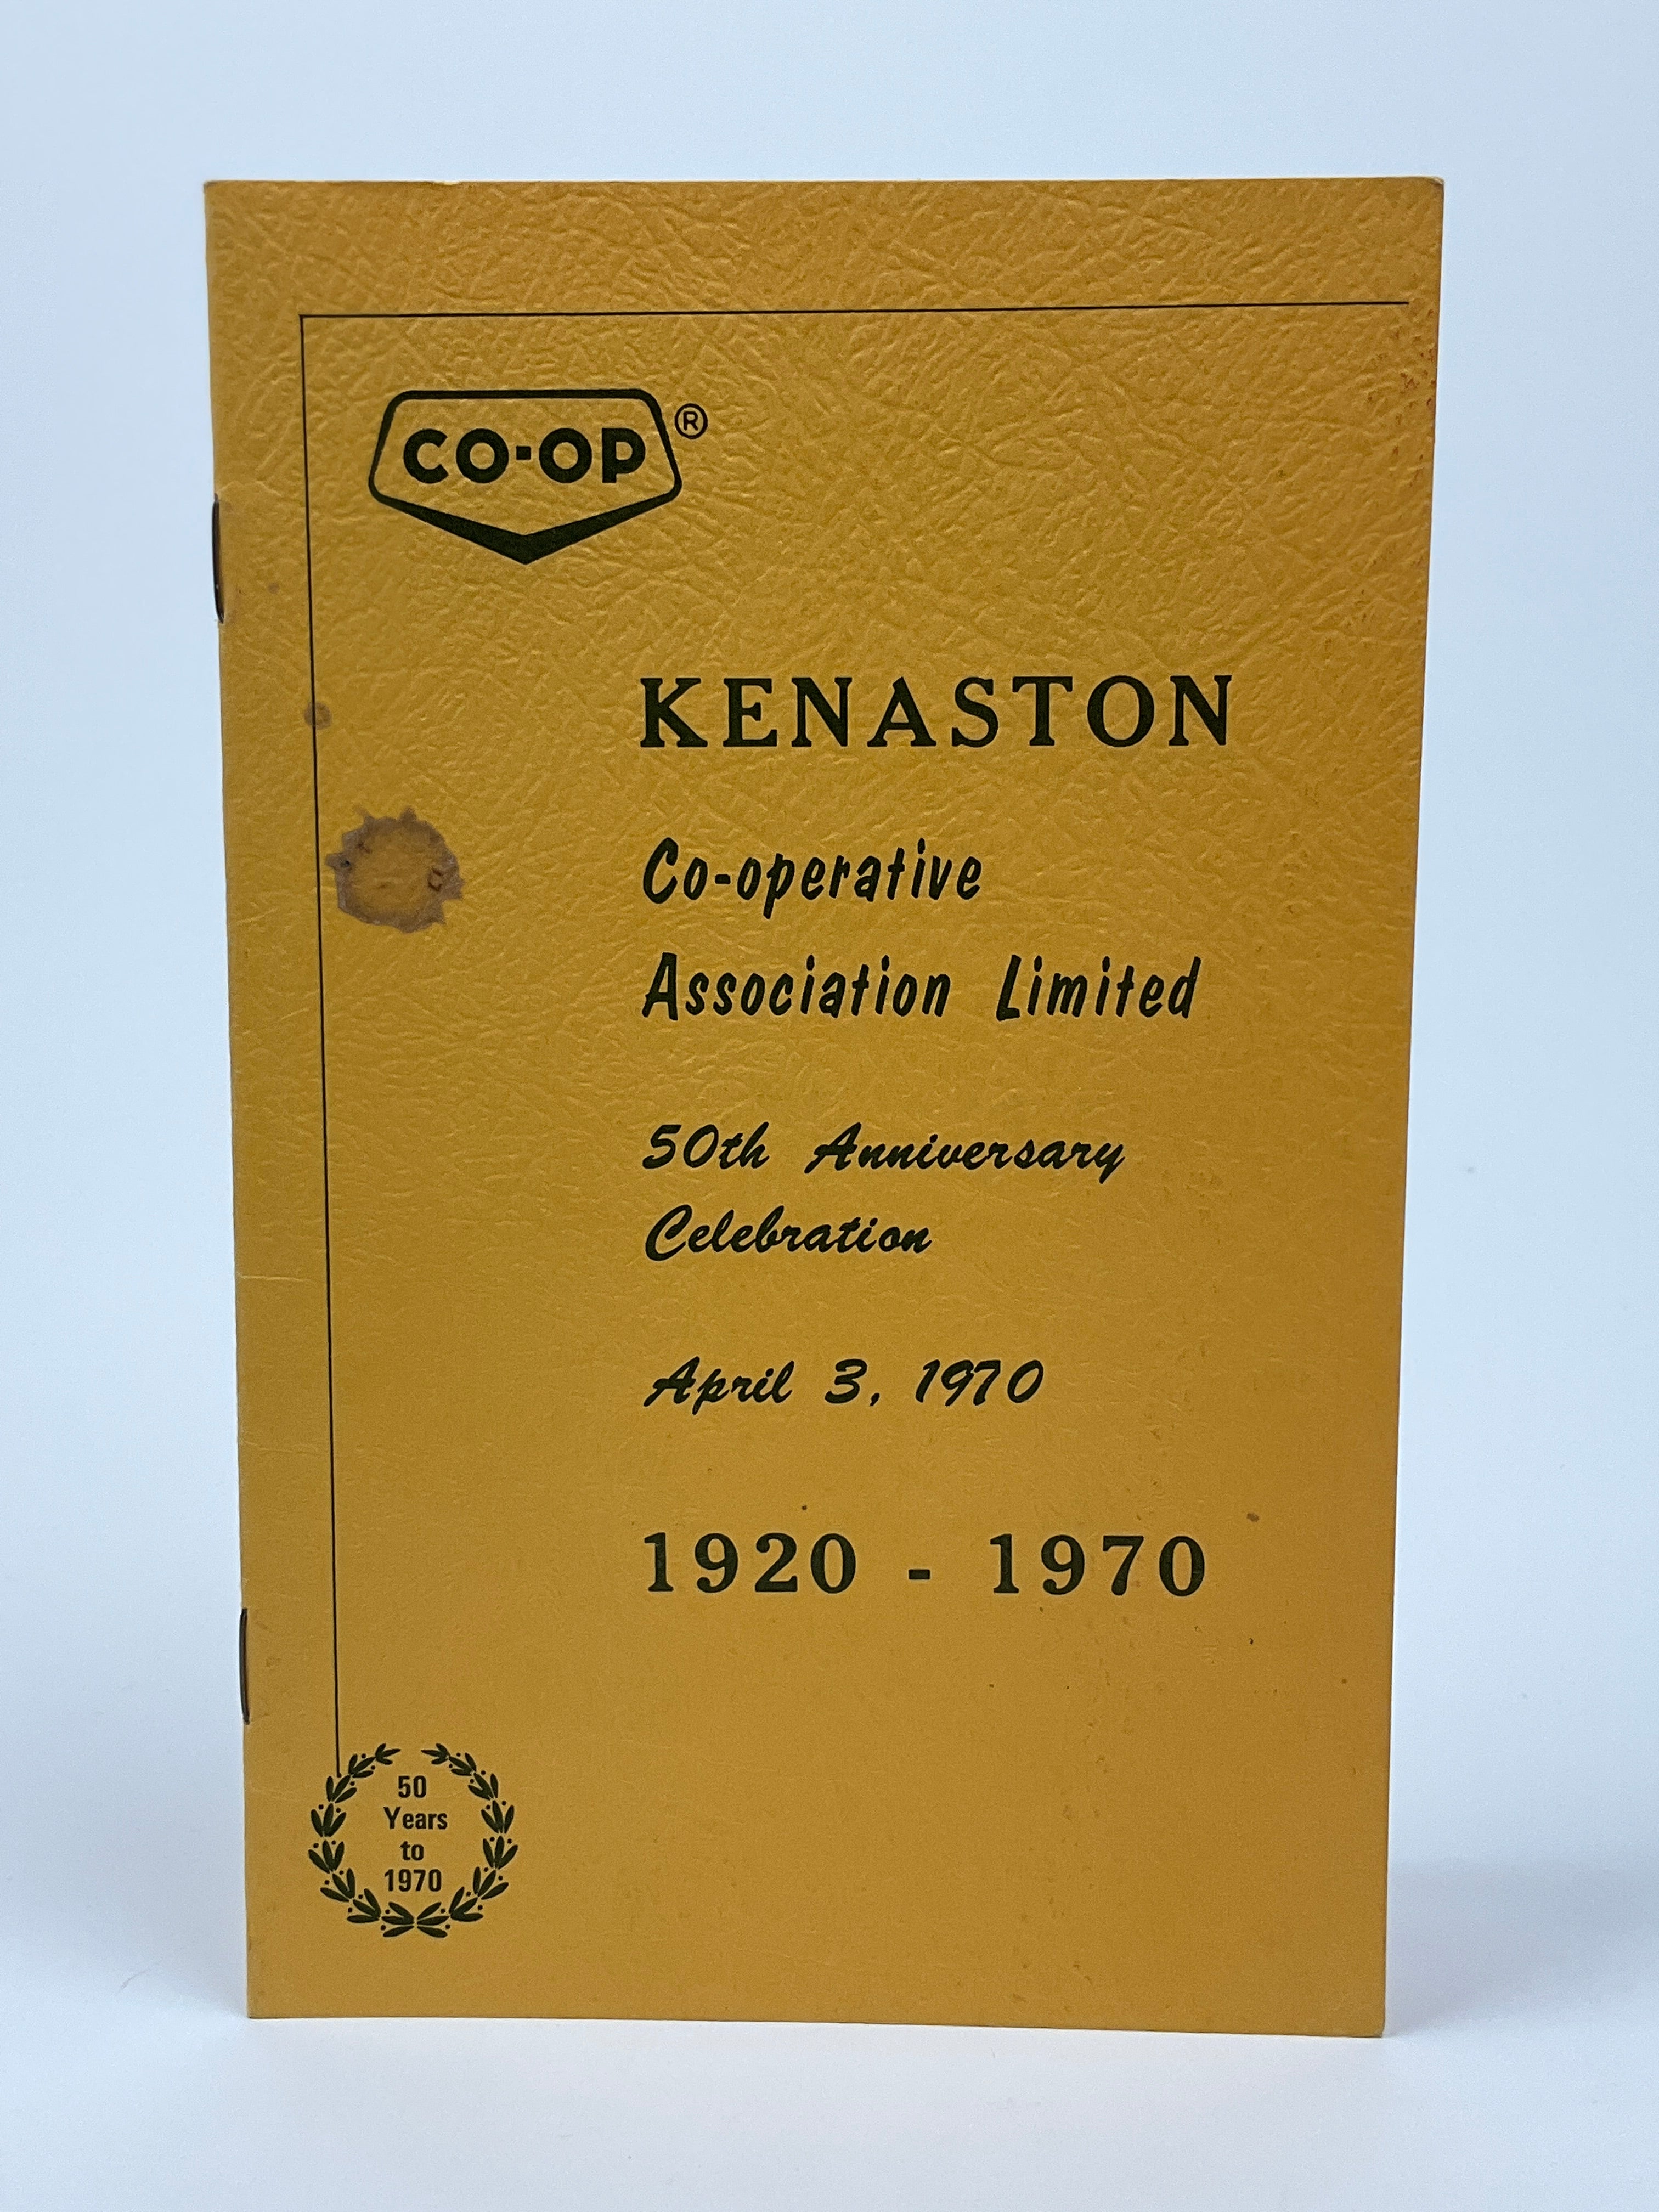 CO-OP ®
KENASTON
Co-operative
Association Limited
50th Anniversary
Celebration
April 3, 1970
1920 - 1970
50
Years
to
1970